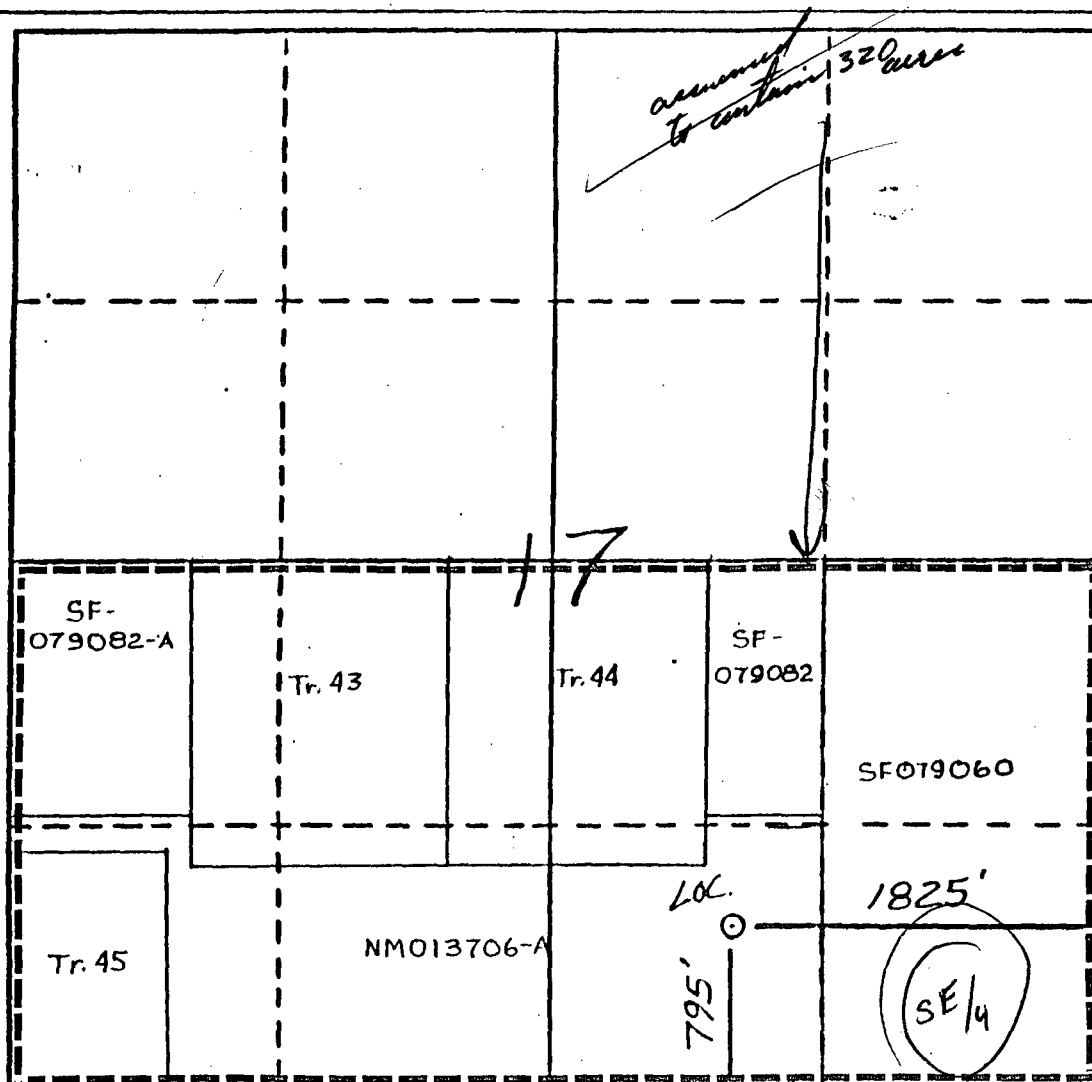 assumed
to contain 320 acres
17
SF-
079082-A
Tr. 43
Tr. 44
SF-
079082
SF079060
LOC.
1825'
Tr. 45
NM013706-A
795'
SE/4